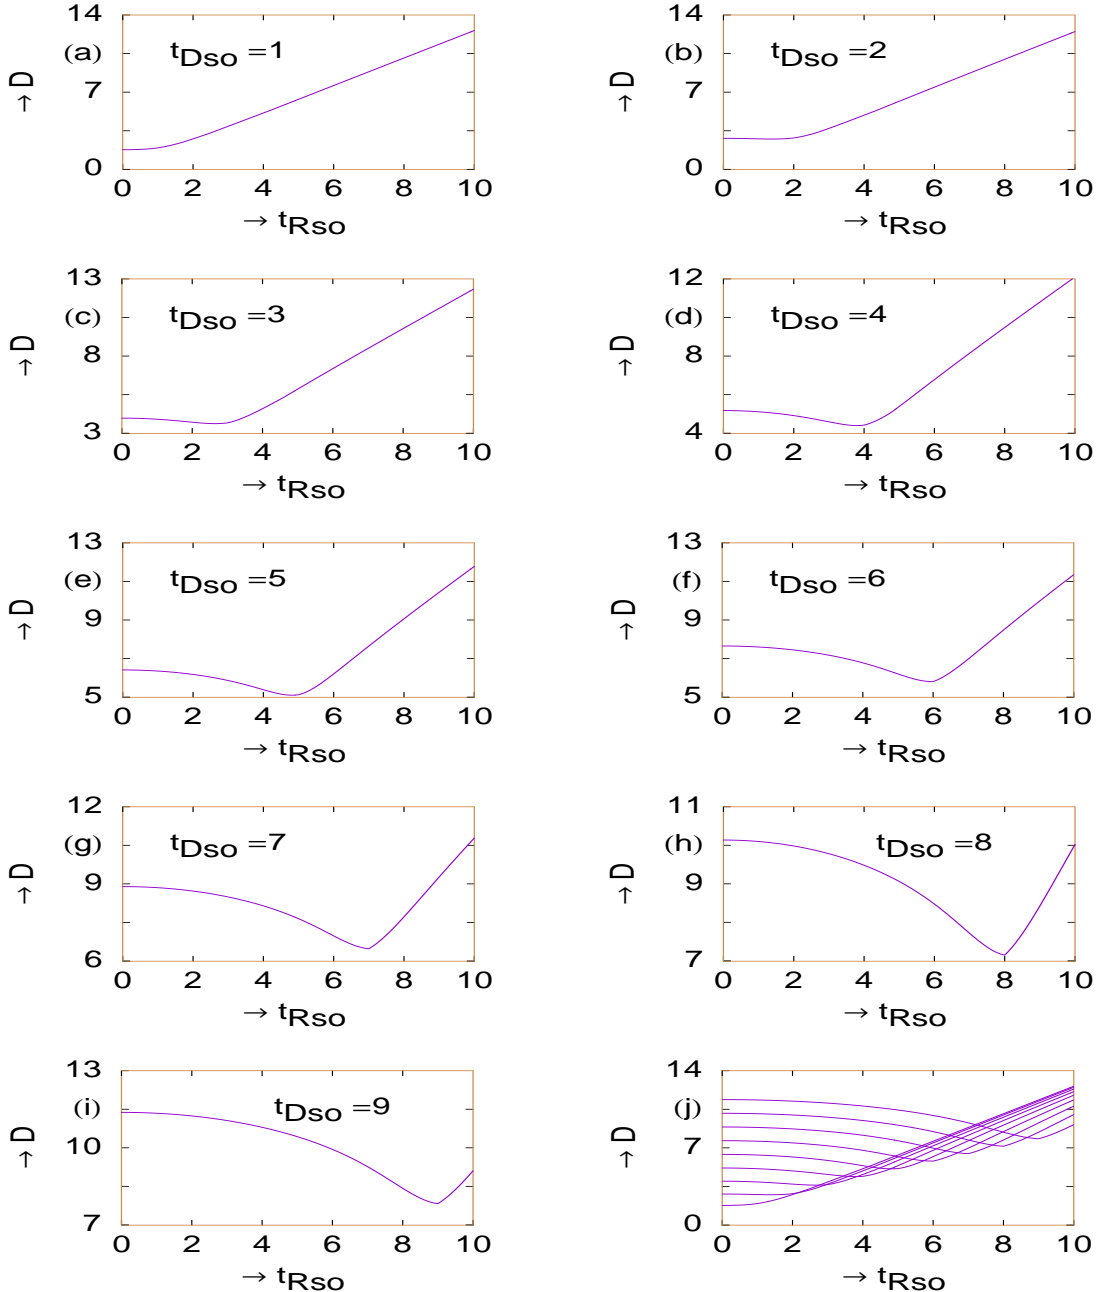 14
14
(a) tDso =1
(b) tDso =2
→D
7
→D
7
0
0
0 2 4 6 8 10
0 2 4 6 8 10
→ tRso
→ tRso
13
12
(c) tDso =3
(d) tDso =4
→D
8
→D
8
3
4
0 2 4 6 8 10
0 2 4 6 8 10
→ tRso
→ tRso
13
13
(e) tDso =5
(f) tDso =6
→D
9
→D
9
5
5
0 2 4 6 8 10
0 2 4 6 8 10
→ tRso
→ tRso
12
11
(g) tDso =7
(h) tDso =8
→D
9
→D
9
6
7
0 2 4 6 8 10
0 2 4 6 8 10
→ tRso
→ tRso
13
14
(i) tDso =9
(j)
→D
10
→D
7
7
0
0 2 4 6 8 10
0 2 4 6 8 10
→ tRso
→ tRso